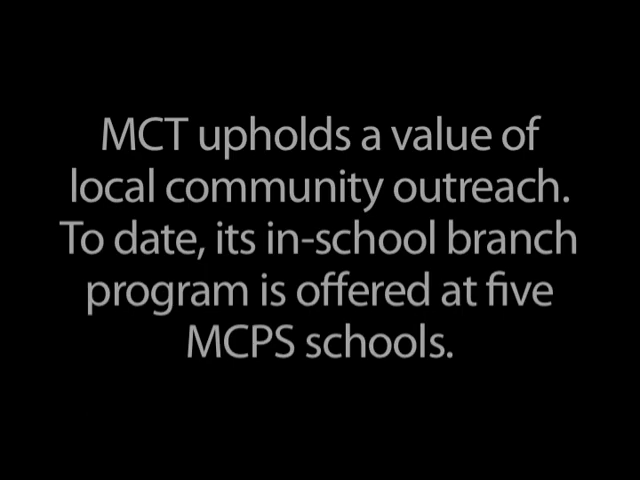 MCT upholds a value of
local community outreach.
To date, its in-school branch
program is offered at five
MCPS schools.